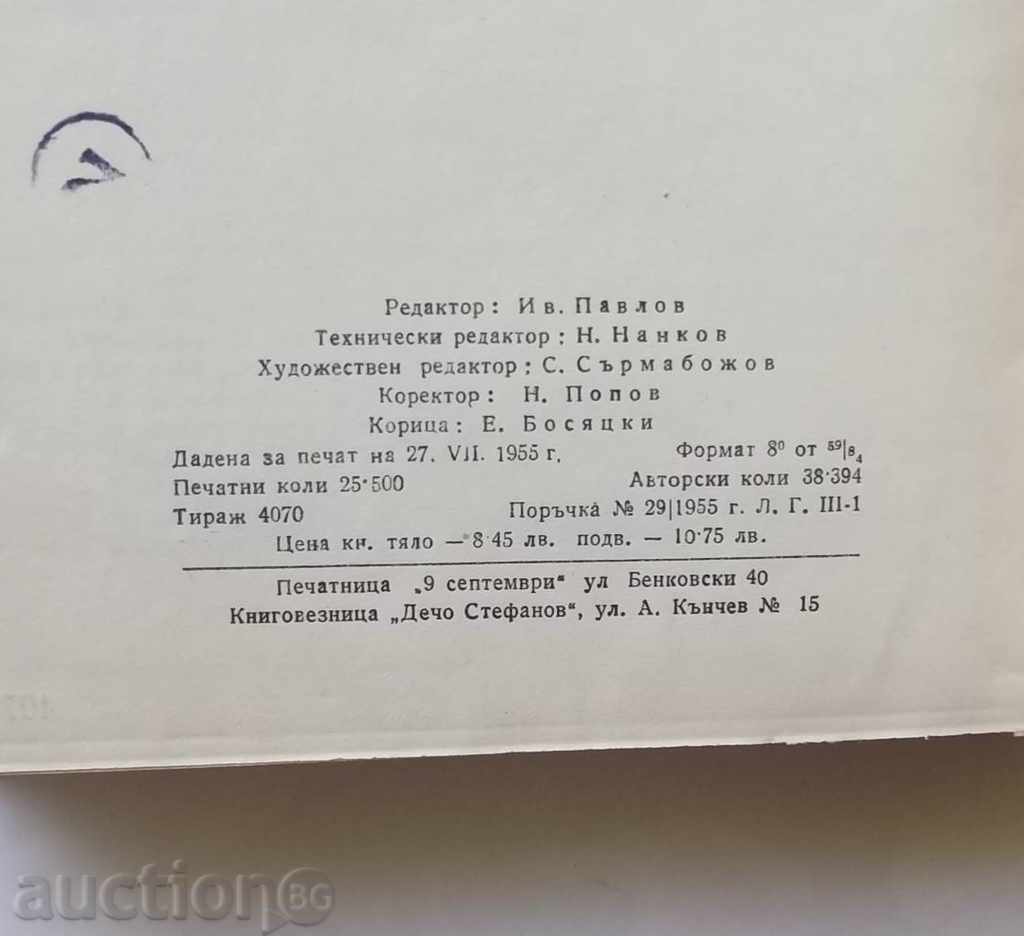 Редактор: Ив. Павлов
Технически редактор: Н. Нанков
Художествен редактор: С. Сърмабожов
Коректор: Н. Попов
Корица: Е. Босяцки
Дадена за печат на 27. VII. 1955 г. Формат 8⁰ от ⁵⁹|₈₄
Печатни коли 25·500 Авторски коли 38·394
Тираж 4070 Поръчка № 29|1955 г. Л. Г. III-1
Цена кн. тяло — 8·45 лв. подв. — 10·75 лв.
Печатница „9 септември" ул Бенковски 40
Книговезница „Дечо Стефанов", ул. А. Кънчев № 15
auctionBG